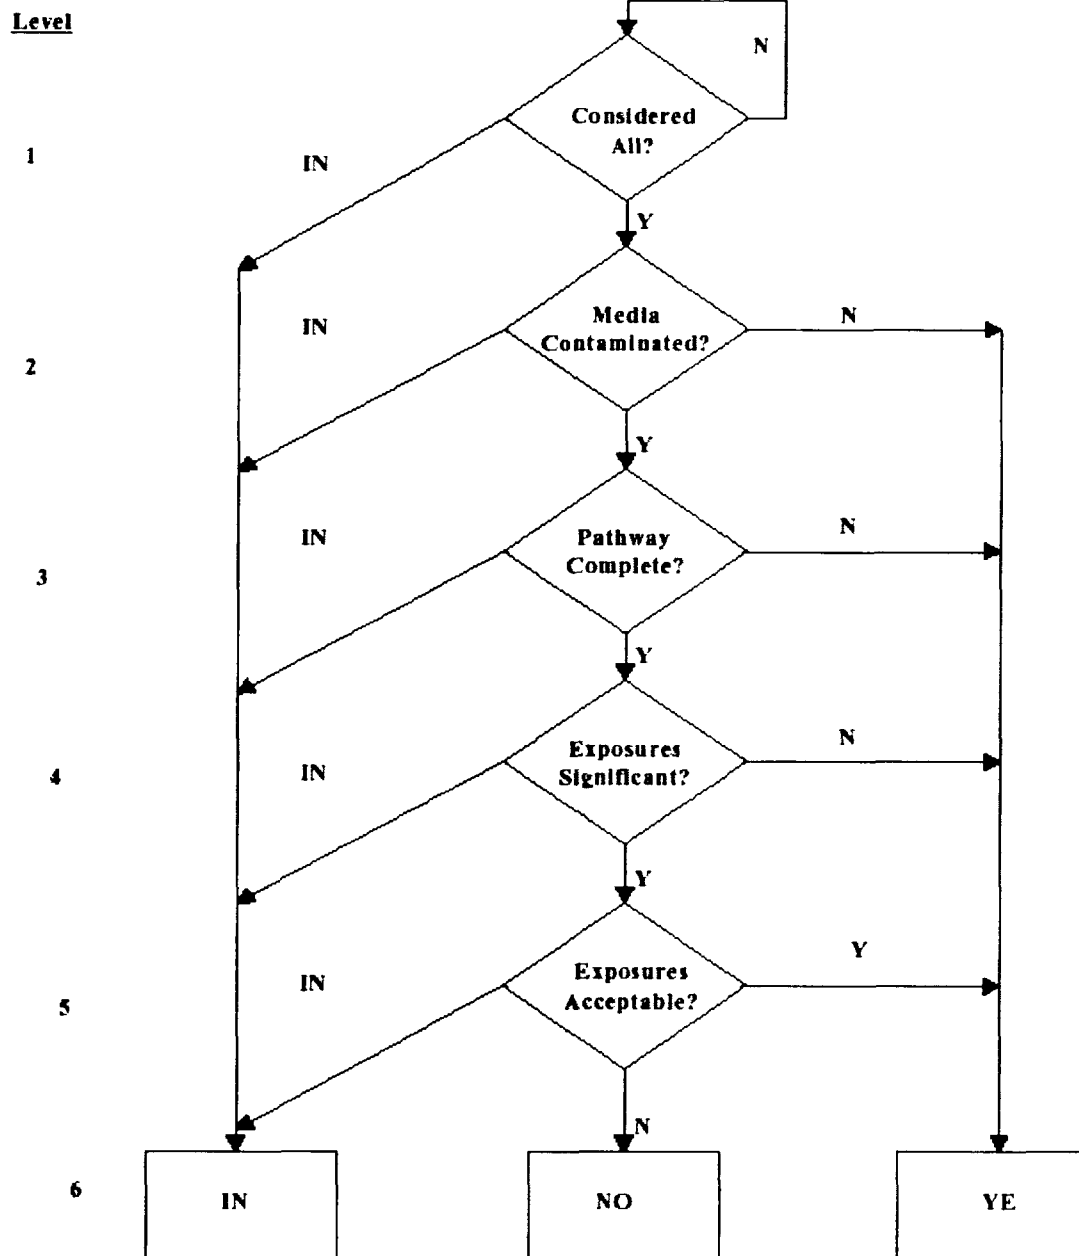 Level
N
Considered
All?
1
IN
Y
IN
Media
Contaminated?
N
2
Y
IN
Pathway
Complete?
N
3
Y
IN
Exposures
Significant?
N
4
Y
IN
Exposures
Acceptable?
Y
5
N
6
IN
NO
YE